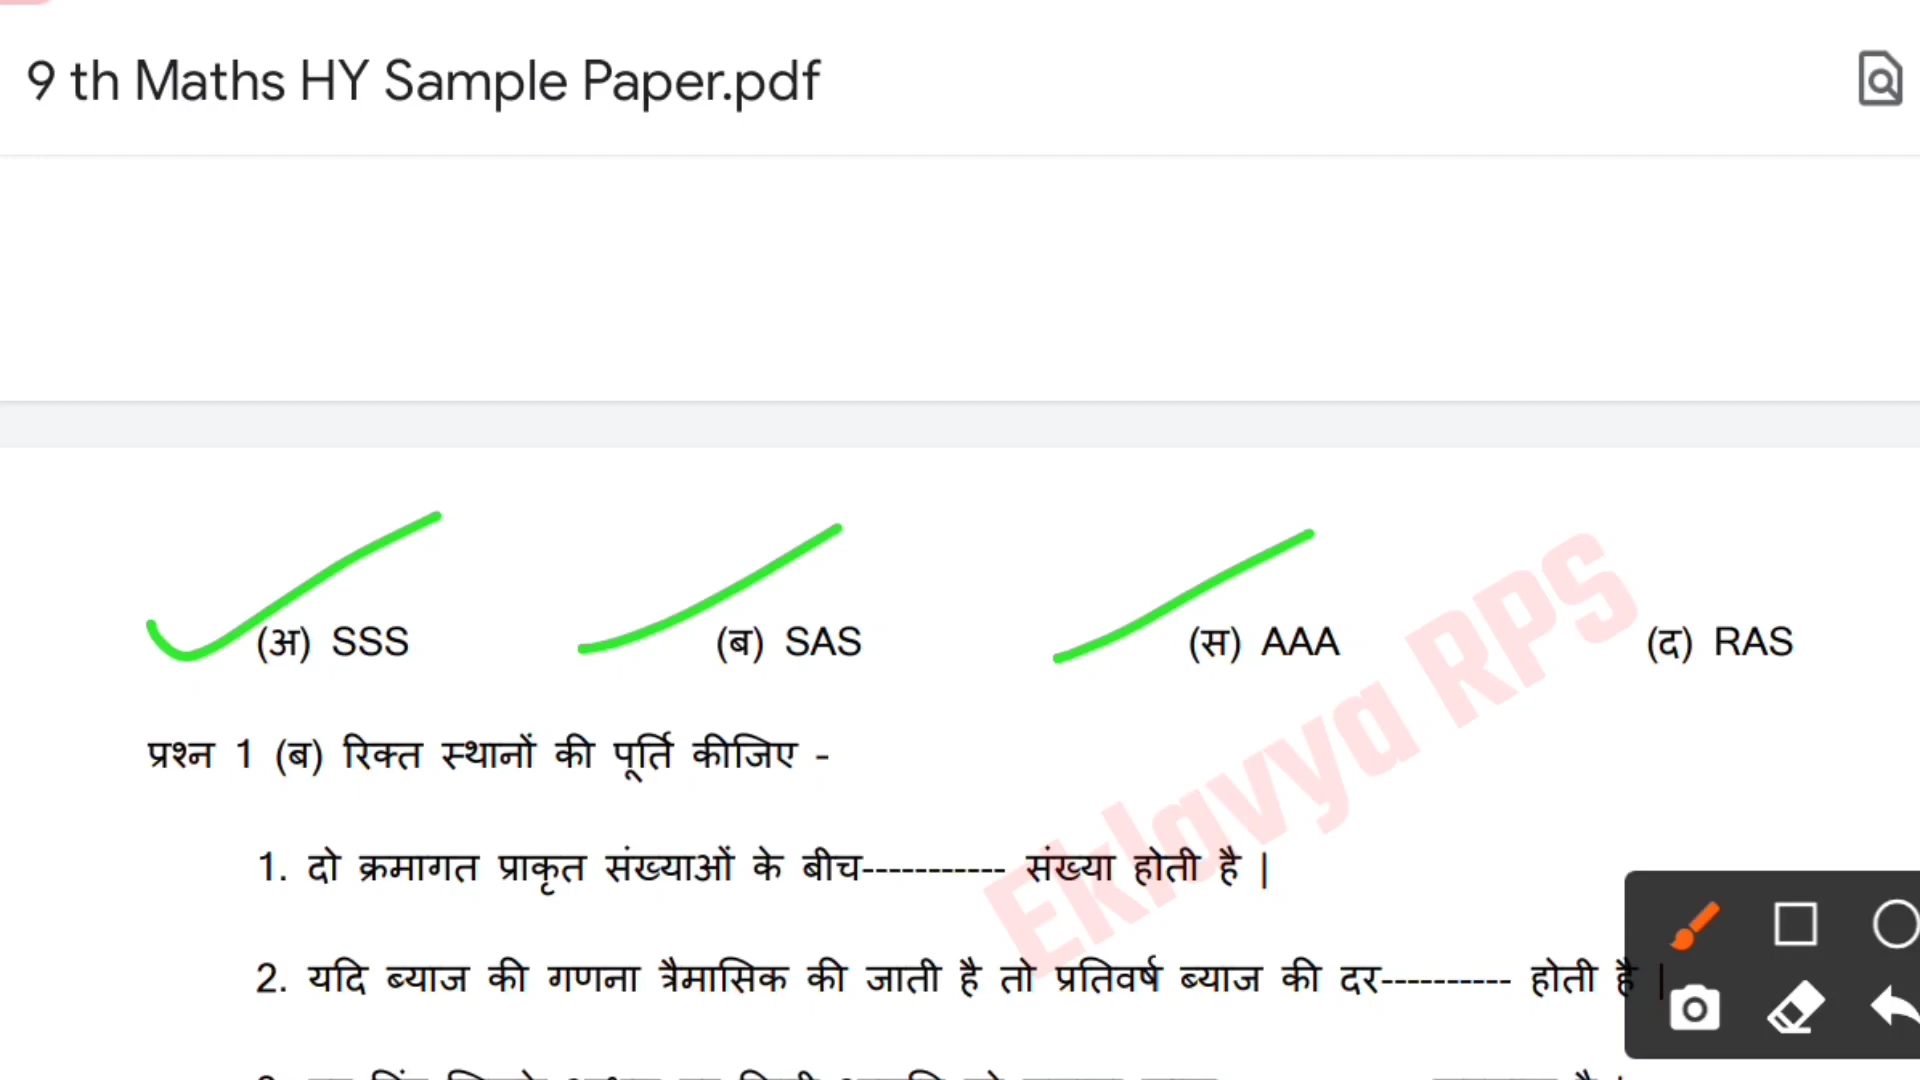 9 th Maths HY Sample Paper.pdf
(अ) SSS (ब) SAS (स) AAA (द) RAS
प्रश्न 1 (ब) रिक्त स्थानों की पूर्ति कीजिए -
1. दो क्रमागत प्राकृत संख्याओं के बीच----------- संख्या होती है |
2. यदि ब्याज की गणना त्रैमासिक की जाती है तो प्रतिवर्ष ब्याज की दर---------- होती है |
Eklavya RPS